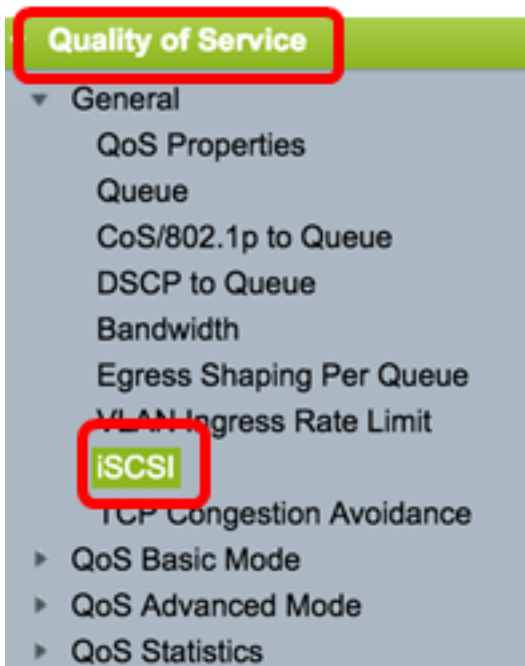 Quality of Service
General
QoS Properties
Queue
CoS/802.1p to Queue
DSCP to Queue
Bandwidth
Egress Shaping Per Queue
VLAN Ingress Rate Limit
iSCSI
TCP Congestion Avoidance
QoS Basic Mode
QoS Advanced Mode
QoS Statistics